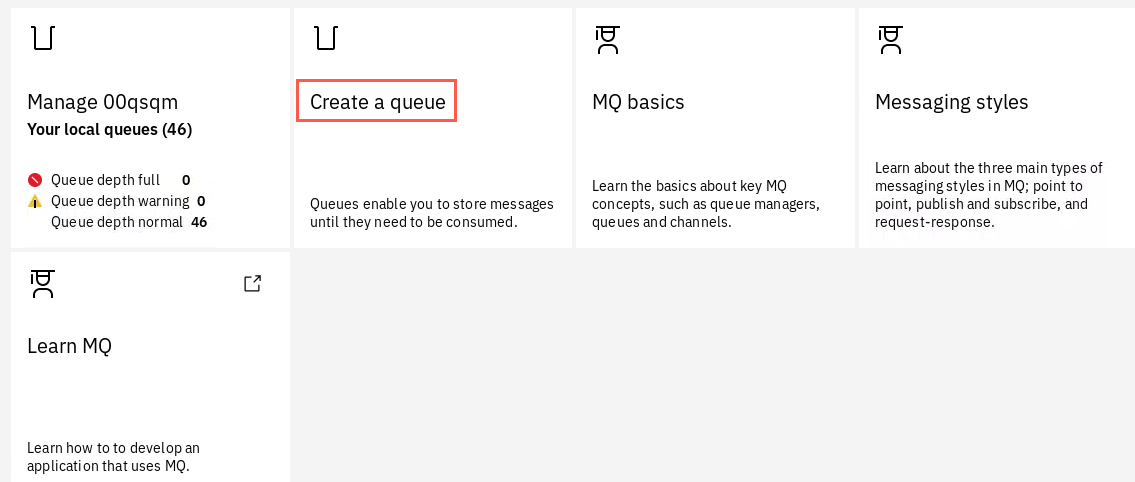 Manage 00qsqm
Your local queues (46)
Queue depth full 0
Queue depth warning 0
Queue depth normal 46
Create a queue
Queues enable you to store messages
until they need to be consumed.
MQ basics
Learn the basics about key MQ
concepts, such as queue managers,
queues and channels.
Messaging styles
Learn about the three main types of
messaging styles in MQ; point to
point, publish and subscribe, and
request-response.
Learn MQ
Learn how to to develop an
application that uses MQ.